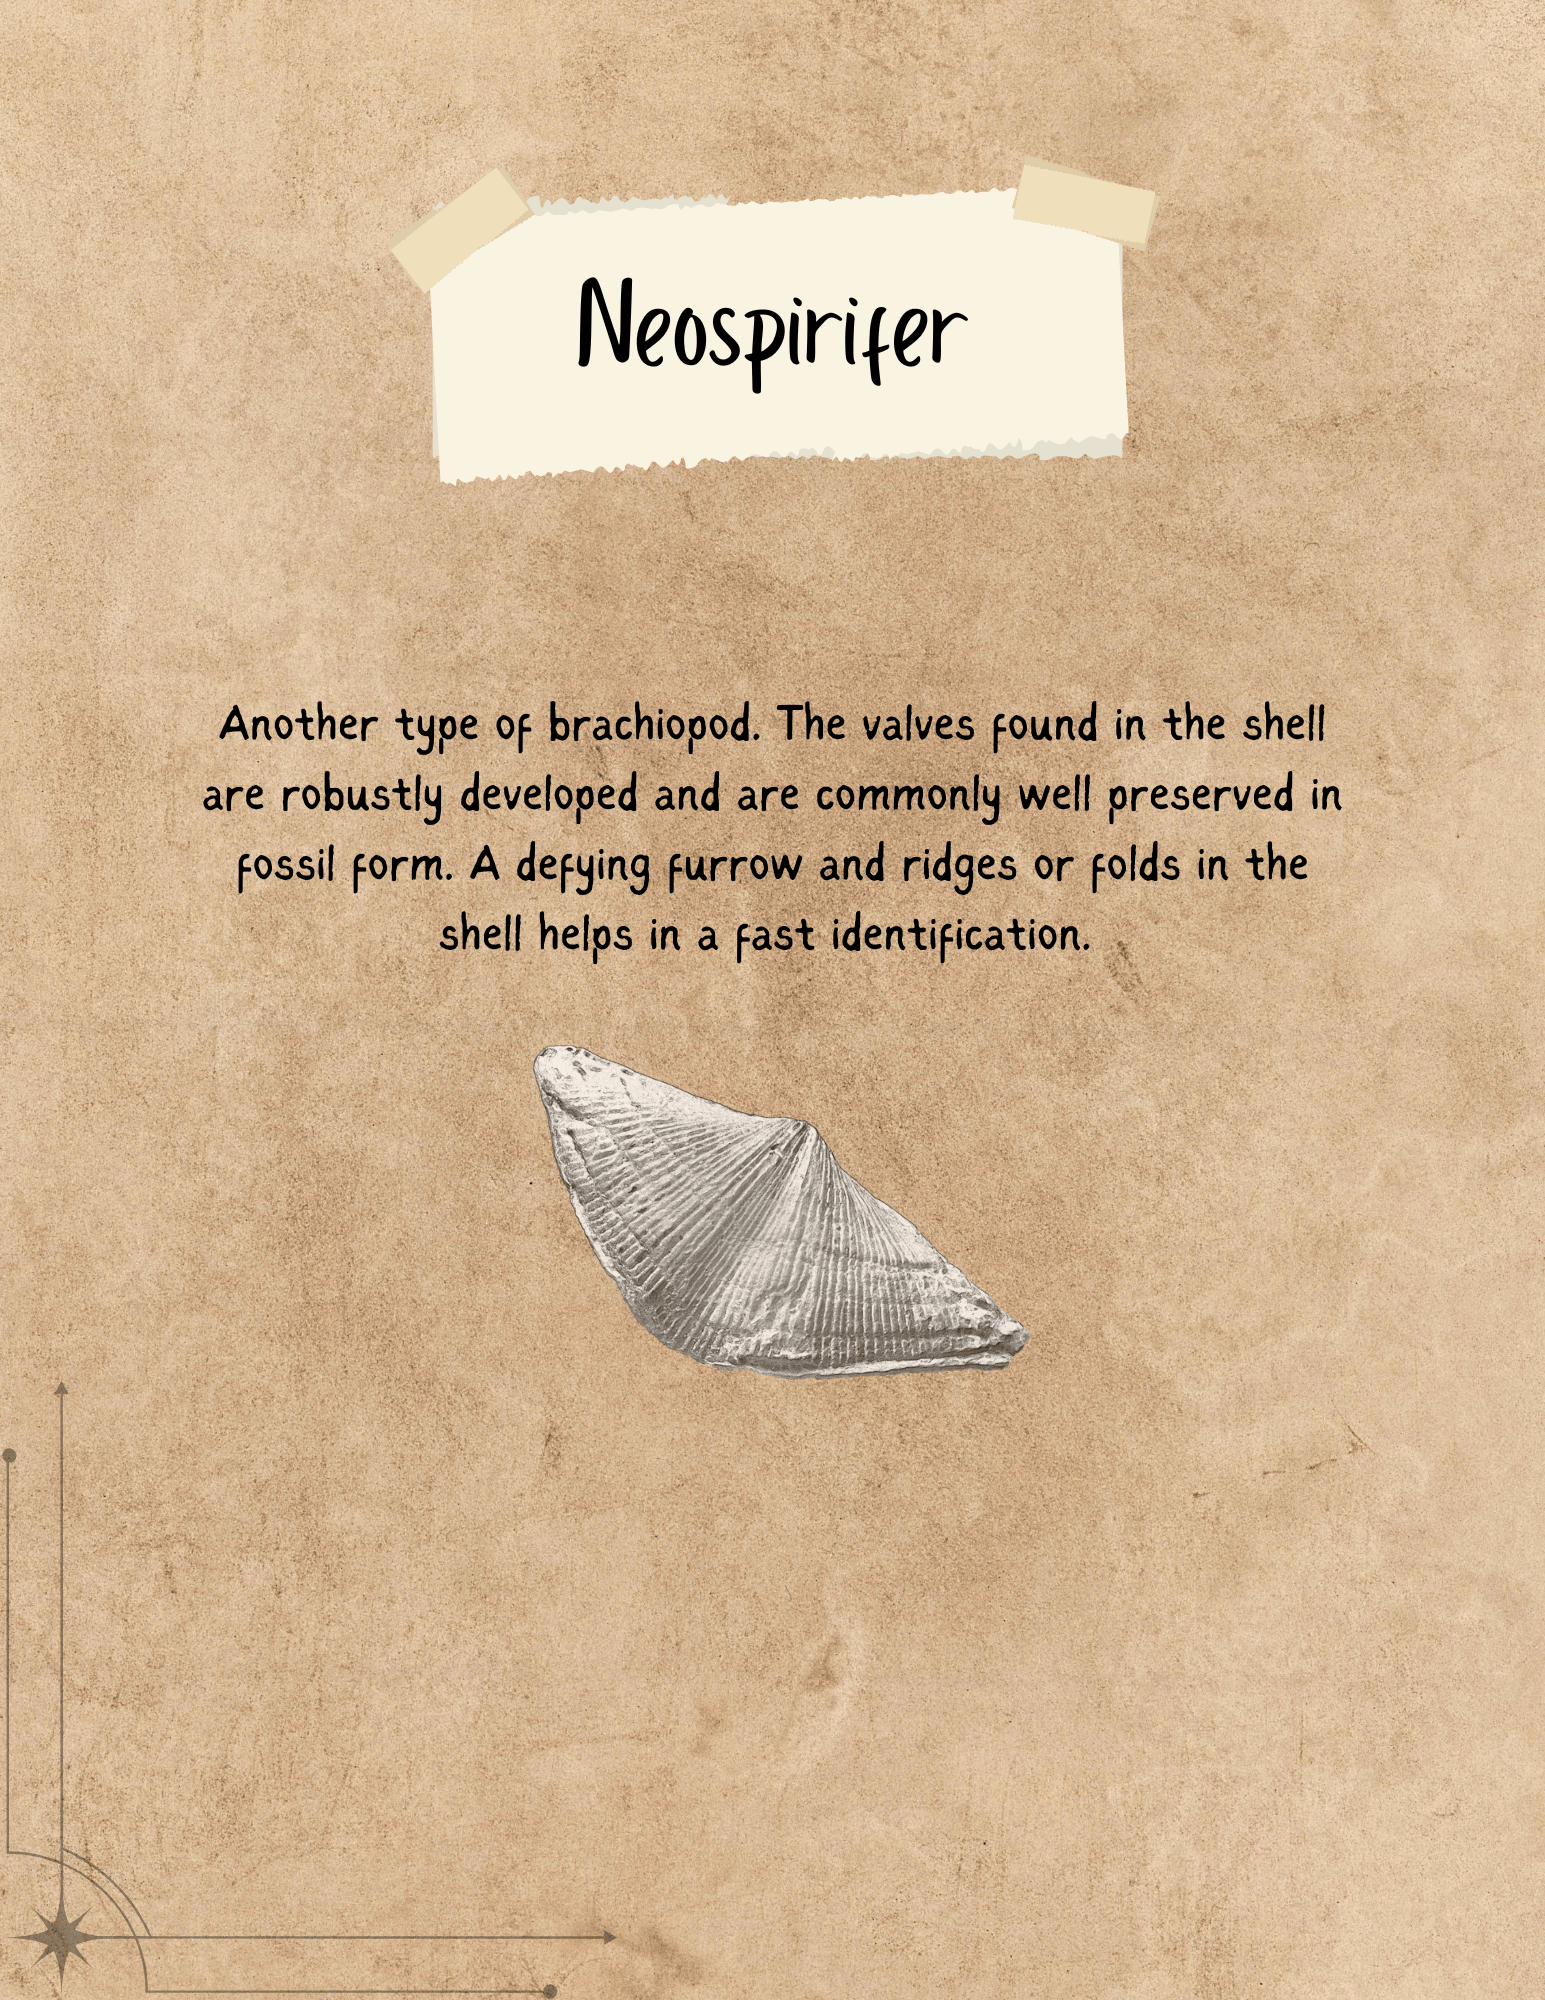 Neospirifer
Another type of brachiopod. The valves found in the shell
are robustly developed and are commonly well preserved in
fossil form. A defying furrow and ridges or folds in the
shell helps in a fast identification.